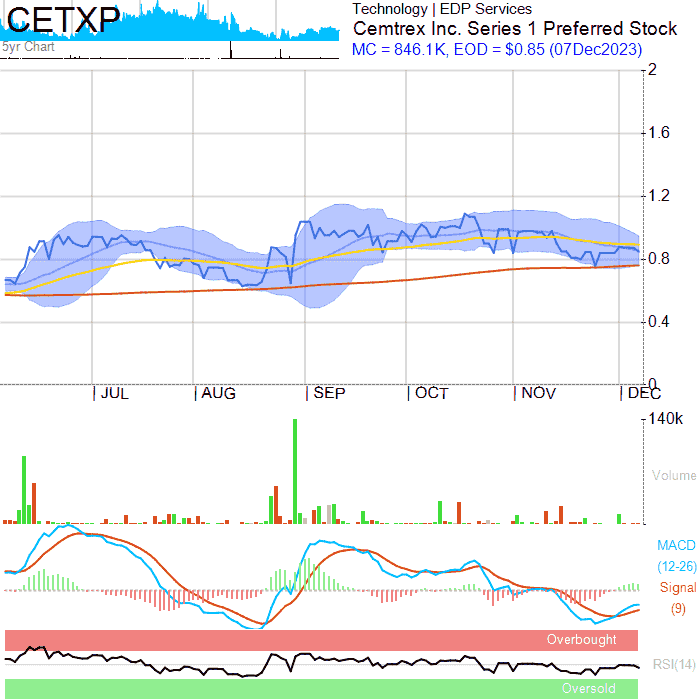 CETXP
5yr Chart
Technology | EDP Services
Cemtrex Inc. Series 1 Preferred Stock
MC = 846.1K, EOD = $0.85 (07Dec2023)
2
1.6
1.2
0.8
0.4
0
JUL AUG SEP OCT NOV DEC
140k
Volume
MACD
(12-26)
Signal
(9)
Overbought
RSI(14)
Oversold